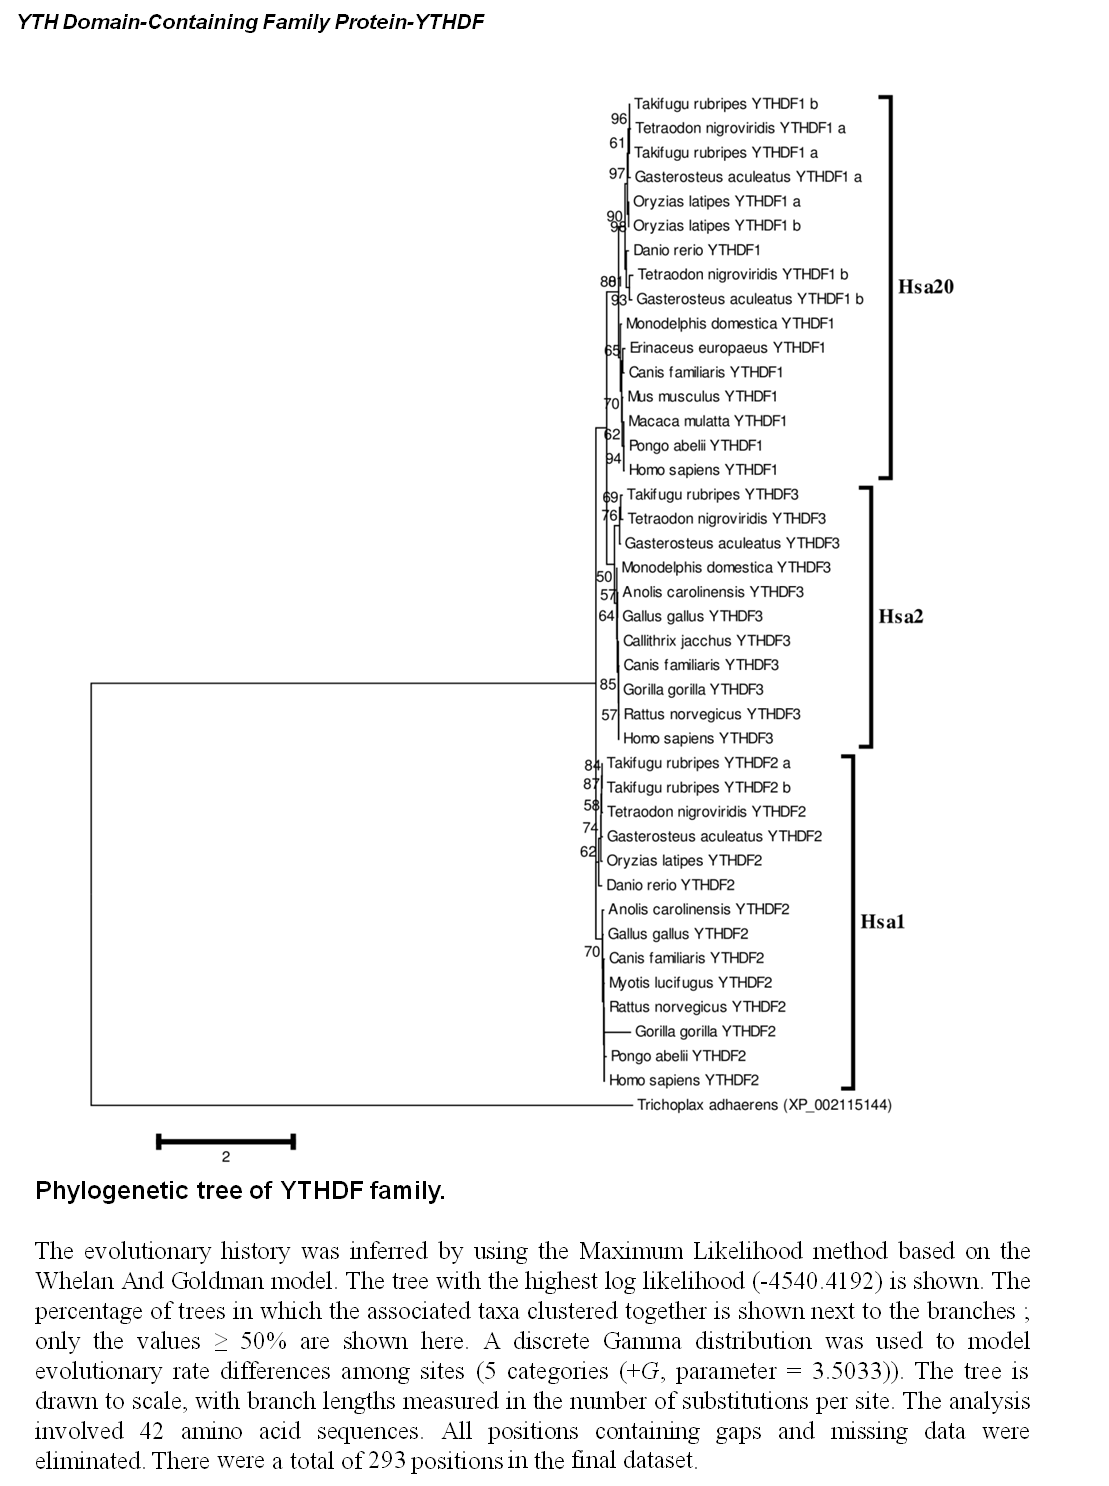 YTH Domain-Containing Family Protein-YTHDF
Takifugu rubripes YTHDF1 b
96
Tetraodon nigroviridis YTHDF1 a
61
Takifugu rubripes YTHDF1 a
97
Gasterosteus aculeatus YTHDF1 a
Oryzias latipes YTHDF1 a
90
98
Oryzias latipes YTHDF1 b
Danio rerio YTHDF1
Tetraodon nigroviridis YTHDF1 b
93
Gasterosteus aculeatus YTHDF1 b
Hsa20
Monodelphis domestica YTHDF1
65
Erinaceus europaeus YTHDF1
Canis familiaris YTHDF1
Mus musculus YTHDF1
70
Macaca mulatta YTHDF1
62
Pongo abelii YTHDF1
94
Homo sapiens YTHDF1
69
Takifugu rubripes YTHDF3
76
Tetraodon nigroviridis YTHDF3
Gasterosteus aculeatus YTHDF3
Monodelphis domestica YTHDF3
50
57
Anolis carolinensis YTHDF3
64
Gallus gallus YTHDF3
Hsa2
Callithrix jacchus YTHDF3
Canis familiaris YTHDF3
85
Gorilla gorilla YTHDF3
57
Rattus norvegicus YTHDF3
Homo sapiens YTHDF3
84
Takifugu rubripes YTHDF2 a
87
Takifugu rubripes YTHDF2 b
58
Tetraodon nigroviridis YTHDF2
74
Gasterosteus aculeatus YTHDF2
62
Oryzias latipes YTHDF2
Danio rerio YTHDF2
Anolis carolinensis YTHDF2
Hsa1
Gallus gallus YTHDF2
70
Canis familiaris YTHDF2
Myotis lucifugus YTHDF2
Rattus norvegicus YTHDF2
Gorilla gorilla YTHDF2
Pongo abelii YTHDF2
Homo sapiens YTHDF2
Trichoplax adhaerens (XP_002115144)
2
Phylogenetic tree of YTHDF family.
The evolutionary history was inferred by using the Maximum Likelihood method based on the
Whelan And Goldman model. The tree with the highest log likelihood (-4540.4192) is shown. The
percentage of trees in which the associated taxa clustered together is shown next to the branches ;
only the values ≥ 50% are shown here. A discrete Gamma distribution was used to model
evolutionary rate differences among sites (5 categories (+G, parameter = 3.5033)). The tree is
drawn to scale, with branch lengths measured in the number of substitutions per site. The analysis
involved 42 amino acid sequences. All positions containing gaps and missing data were
eliminated. There were a total of 293 positions in the final dataset.